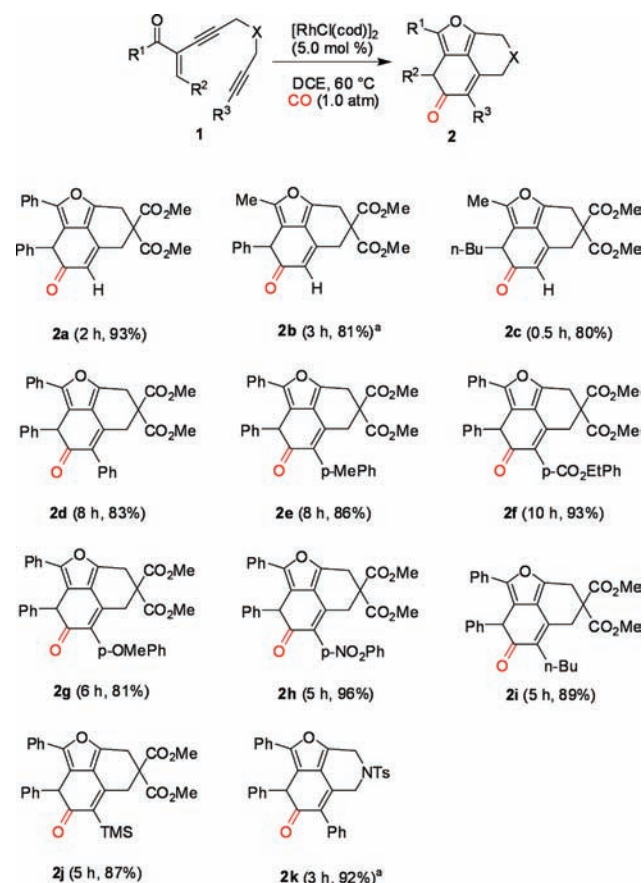 O
R¹
R²
X
R³
1
[RhCl(cod)]₂
(5.0 mol %)
DCE, 60 °C
CO (1.0 atm)
R¹
O
R²
X
O
R³
2
Ph
O
CO₂Me
CO₂Me
Ph
O
H
2a (2 h, 93%)
Me
O
CO₂Me
CO₂Me
Ph
O
H
2b (3 h, 81%)ᵃ
Me
O
CO₂Me
CO₂Me
n-Bu
O
H
2c (0.5 h, 80%)
Ph
O
CO₂Me
CO₂Me
Ph
O
Ph
2d (8 h, 83%)
Ph
O
CO₂Me
CO₂Me
Ph
O
p-MePh
2e (8 h, 86%)
Ph
O
CO₂Me
CO₂Me
Ph
O
p-CO₂EtPh
2f (10 h, 93%)
Ph
O
CO₂Me
CO₂Me
Ph
O
p-OMePh
2g (6 h, 81%)
Ph
O
CO₂Me
CO₂Me
Ph
O
p-NO₂Ph
2h (5 h, 96%)
Ph
O
CO₂Me
CO₂Me
Ph
O
n-Bu
2i (5 h, 89%)
Ph
O
CO₂Me
CO₂Me
Ph
O
TMS
2j (5 h, 87%)
Ph
O
NTs
Ph
O
Ph
2k (3 h, 92%)ᵃ